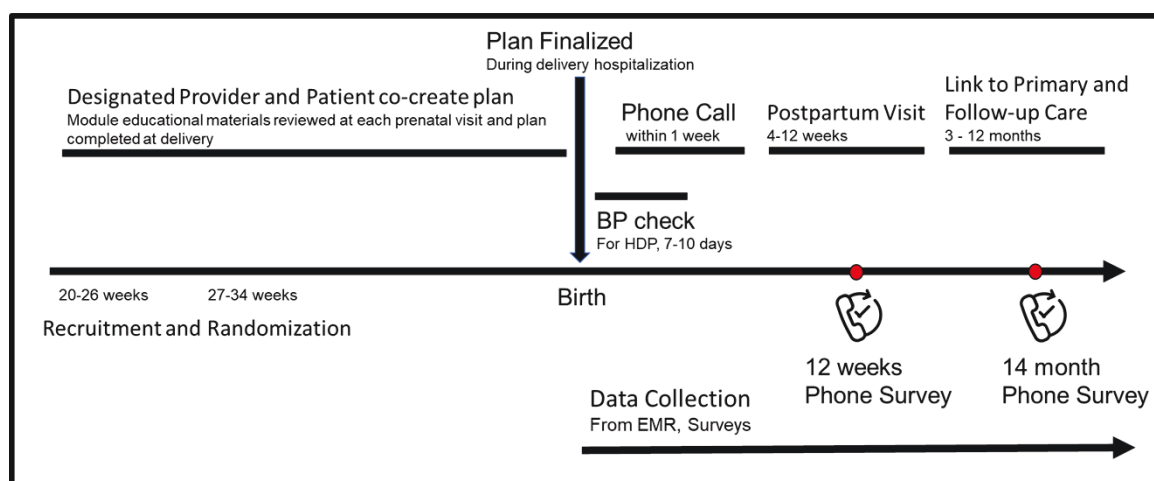 Plan Finalized
During delivery hospitalization
Designated Provider and Patient co-create plan
Module educational materials reviewed at each prenatal visit and plan
completed at delivery
Phone Call
within 1 week
Postpartum Visit
4-12 weeks
Link to Primary and
Follow-up Care
3 - 12 months
BP check
For HDP, 7-10 days
20-26 weeks
27-34 weeks
Recruitment and Randomization
Birth
12 weeks
Phone Survey
14 month
Phone Survey
Data Collection
From EMR, Surveys